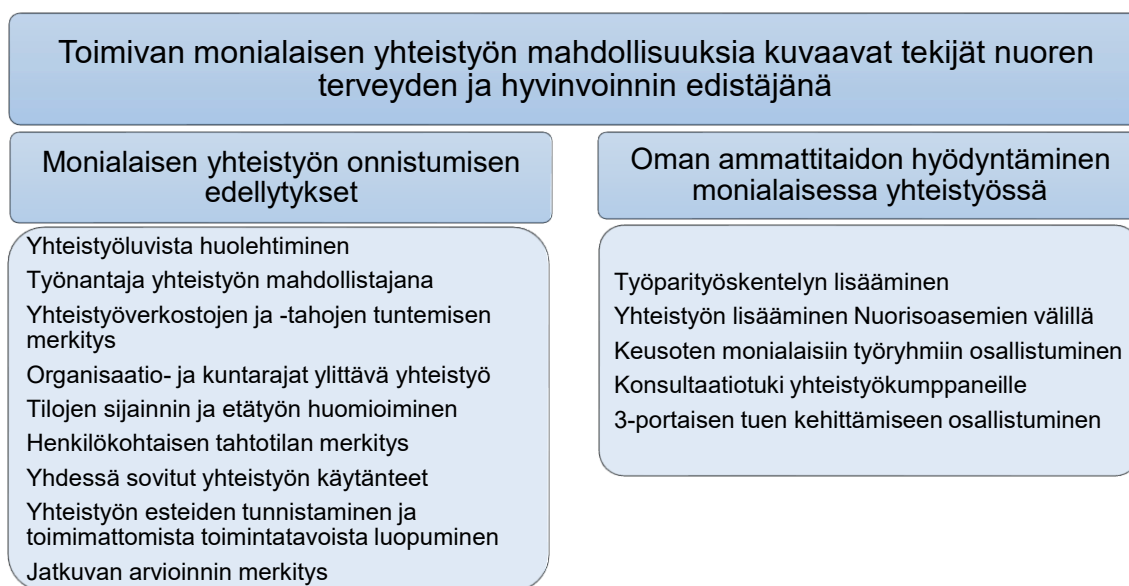 Toimivan monialaisen yhteistyön mahdollisuuksia kuvaavat tekijät nuoren
terveyden ja hyvinvoinnin edistäjänä
Monialaisen yhteistyön onnistumisen
edellytykset
Yhteistyöluvista huolehtiminen
Työnantaja yhteistyön mahdollistajana
Yhteistyöverkostojen ja -tahojen tuntemisen
merkitys
Organisaatio- ja kuntarajat ylittävä yhteistyö
Tilojen sijainnin ja etätyön huomioiminen
Henkilökohtaisen tahtotilan merkitys
Yhdessä sovitut yhteistyön käytänteet
Yhteistyön esteiden tunnistaminen ja
toimimattomista toimintatavoista luopuminen
Jatkuvan arvioinnin merkitys
Oman ammattitaidon hyödyntäminen
monialaisessa yhteistyössä
Työparityöskentelyn lisääminen
Yhteistyön lisääminen Nuorisoasemien välillä
Keusoten monialaisiin työryhmiin osallistuminen
Konsultaatiotuki yhteistyökumppaneille
3-portaisen tuen kehittämiseen osallistuminen